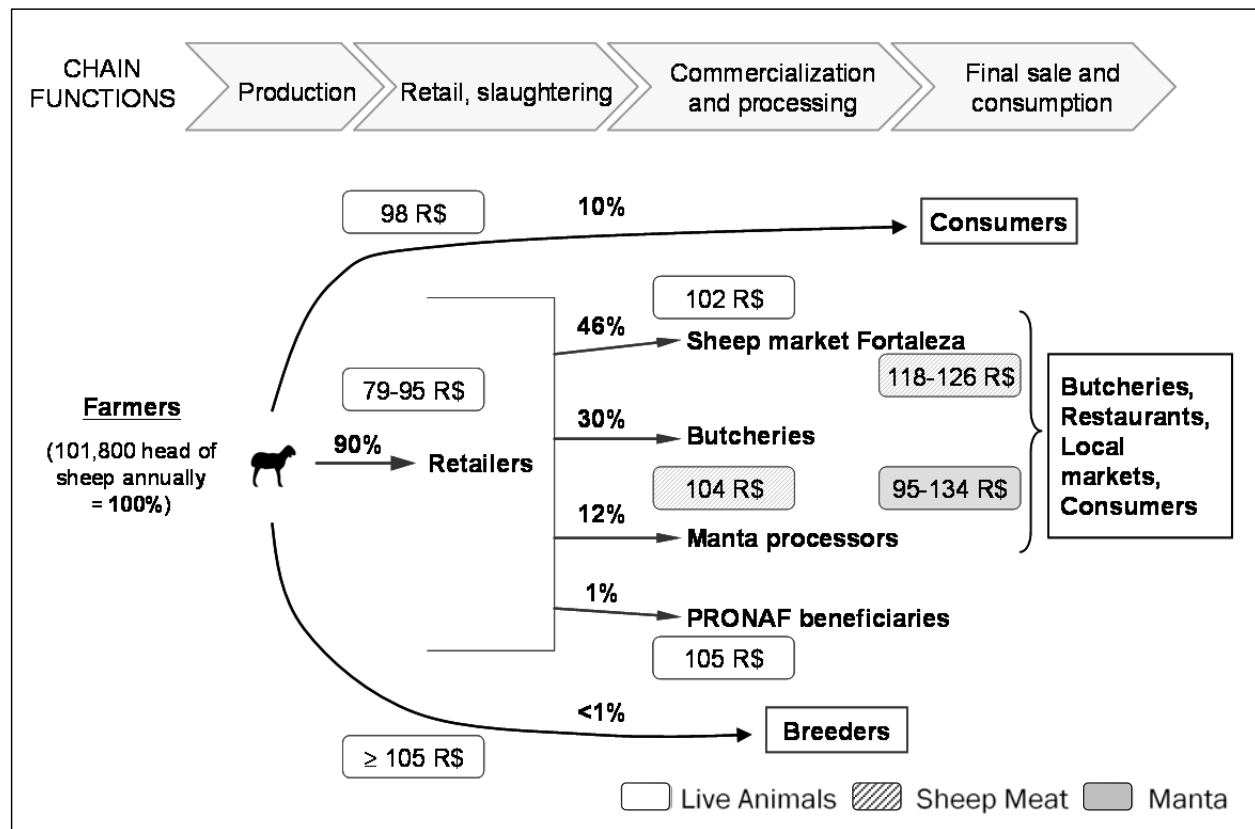 CHAIN
FUNCTIONS
Production
Retail, slaughtering
Commercialization
and processing
Final sale and
consumption
98 R$
10%
Consumers
102 R$
46%
Sheep market Fortaleza
118-126 R$
79-95 R$
Farmers
(101,800 head of
sheep annually
= 100%)
90%
Retailers
30%
Butcheries
104 R$
95-134 R$
Butcheries,
Restaurants,
Local
markets,
Consumers
12%
Manta processors
1%
PRONAF beneficiaries
105 R$
<1%
Breeders
≥ 105 R$
Live Animals
Sheep Meat
Manta